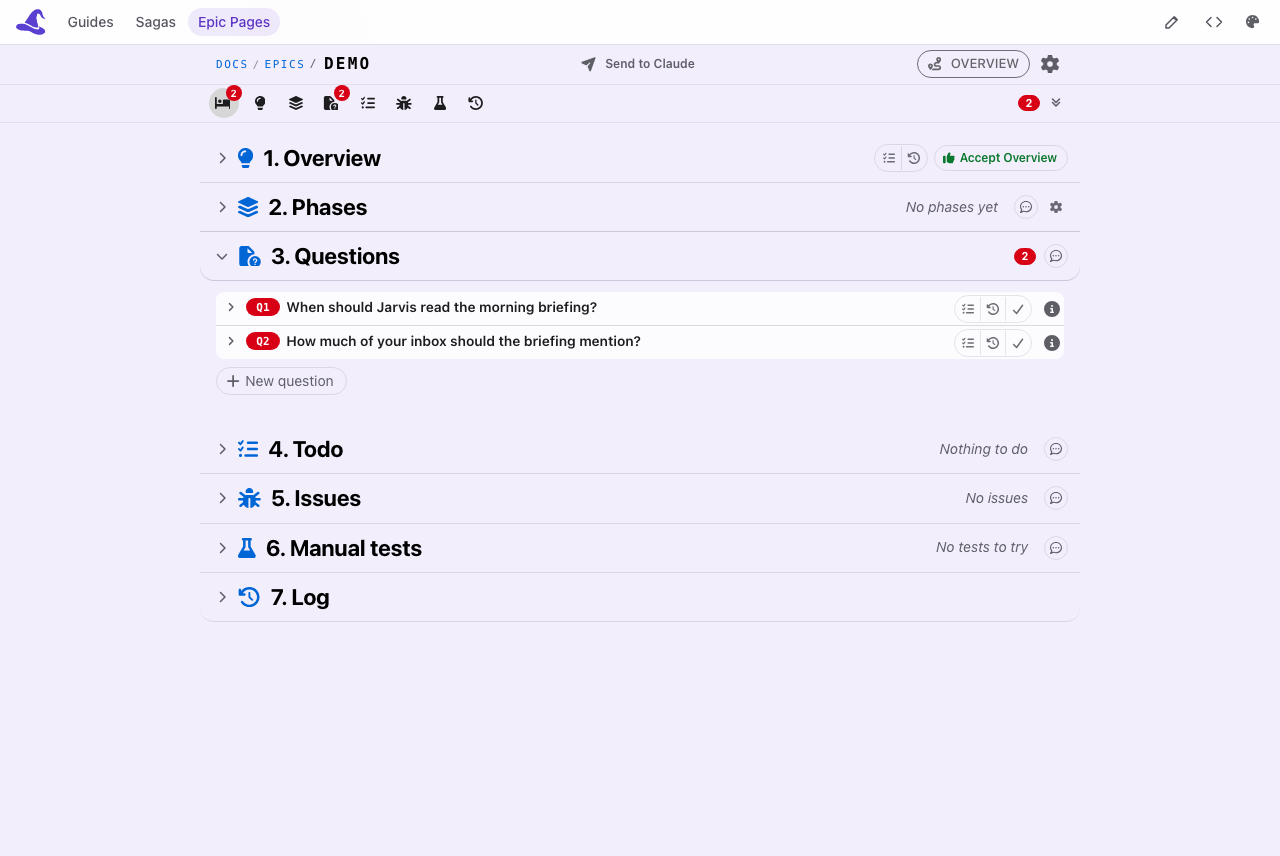 Guides Sagas Epic Pages
DOCS / EPICS / DEMO Send to Claude OVERVIEW
2 2 2
1. Overview Accept Overview
2. Phases No phases yet
3. Questions 2
Q1 When should Jarvis read the morning briefing?
Q2 How much of your inbox should the briefing mention?
New question
4. Todo Nothing to do
5. Issues No issues
6. Manual tests No tests to try
7. Log